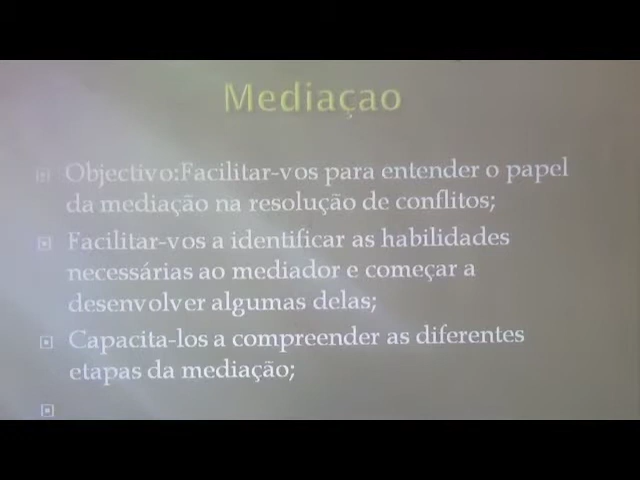 Mediaçao
Objectivo:Facilitar-vos para entender o papel
da mediação na resolução de conflitos;
Facilitar-vos a identificar as habilidades
necessárias ao mediador e começar a
desenvolver algumas delas;
Capacita-los a compreender as diferentes
etapas da mediação;